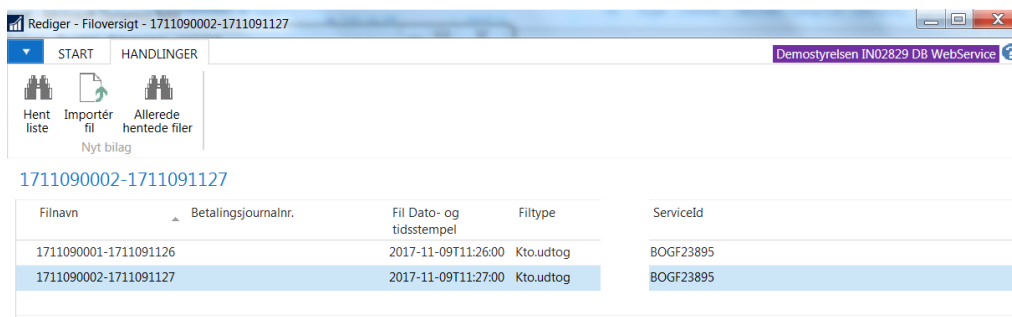 Rediger - Filoversigt - 1711090002-1711091127
START HANDLINGER
Demostyrelsen IN02829 DB WebService
Hent liste
Importér fil
Allerede hentede filer
Nyt bilag
1711090002-1711091127
Filnavn Betalingsjournalnr. Fil Dato- og tidsstempel Filtype ServiceId
1711090001-1711091126 2017-11-09T11:26:00 Kto.udtog BOGF23895
1711090002-1711091127 2017-11-09T11:27:00 Kto.udtog BOGF23895